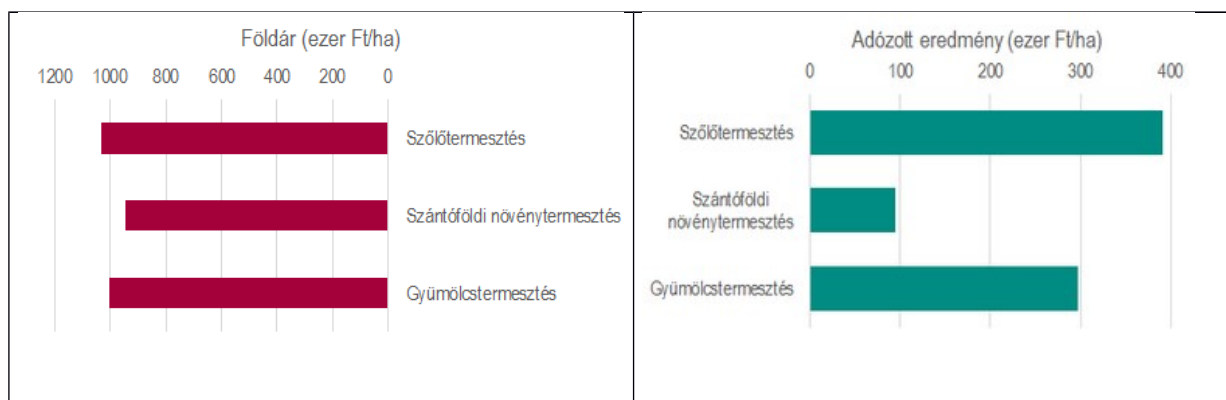 Földár (ezer Ft/ha)
1200 1000 800 600 400 200 0
Szőlőtermesztés
Szántóföldi növénytermesztés
Gyümölcstermesztés
Adózott eredmény (ezer Ft/ha)
0 100 200 300 400
Szőlőtermesztés
Szántóföldi
növénytermesztés
Gyümölcstermesztés